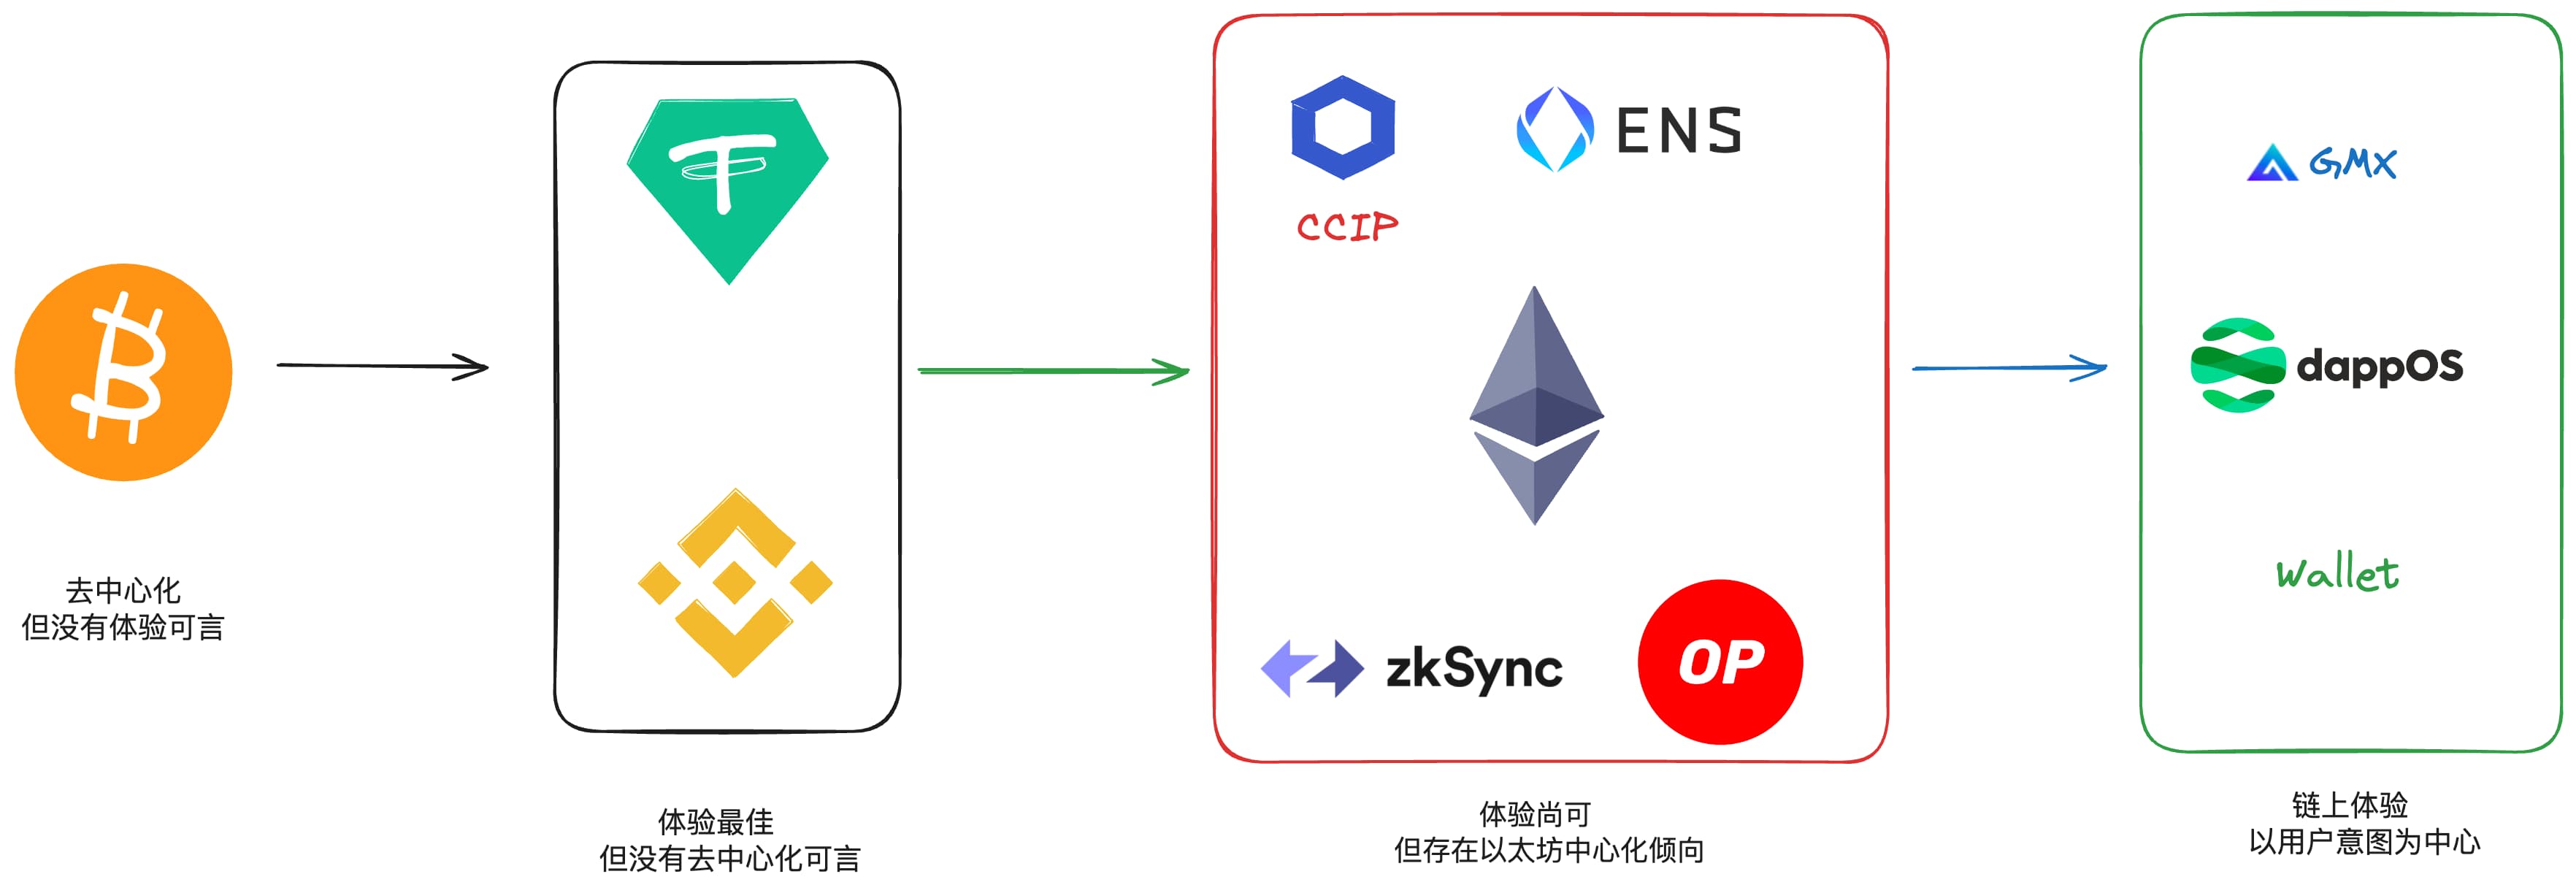 去中心化
但没有体验可言
体验最佳
但没有去中心化可言
CCIP
ENS
zkSync
OP
体验尚可
但存在以太坊中心化倾向
GMX
dappOS
Wallet
链上体验
以用户意图为中心